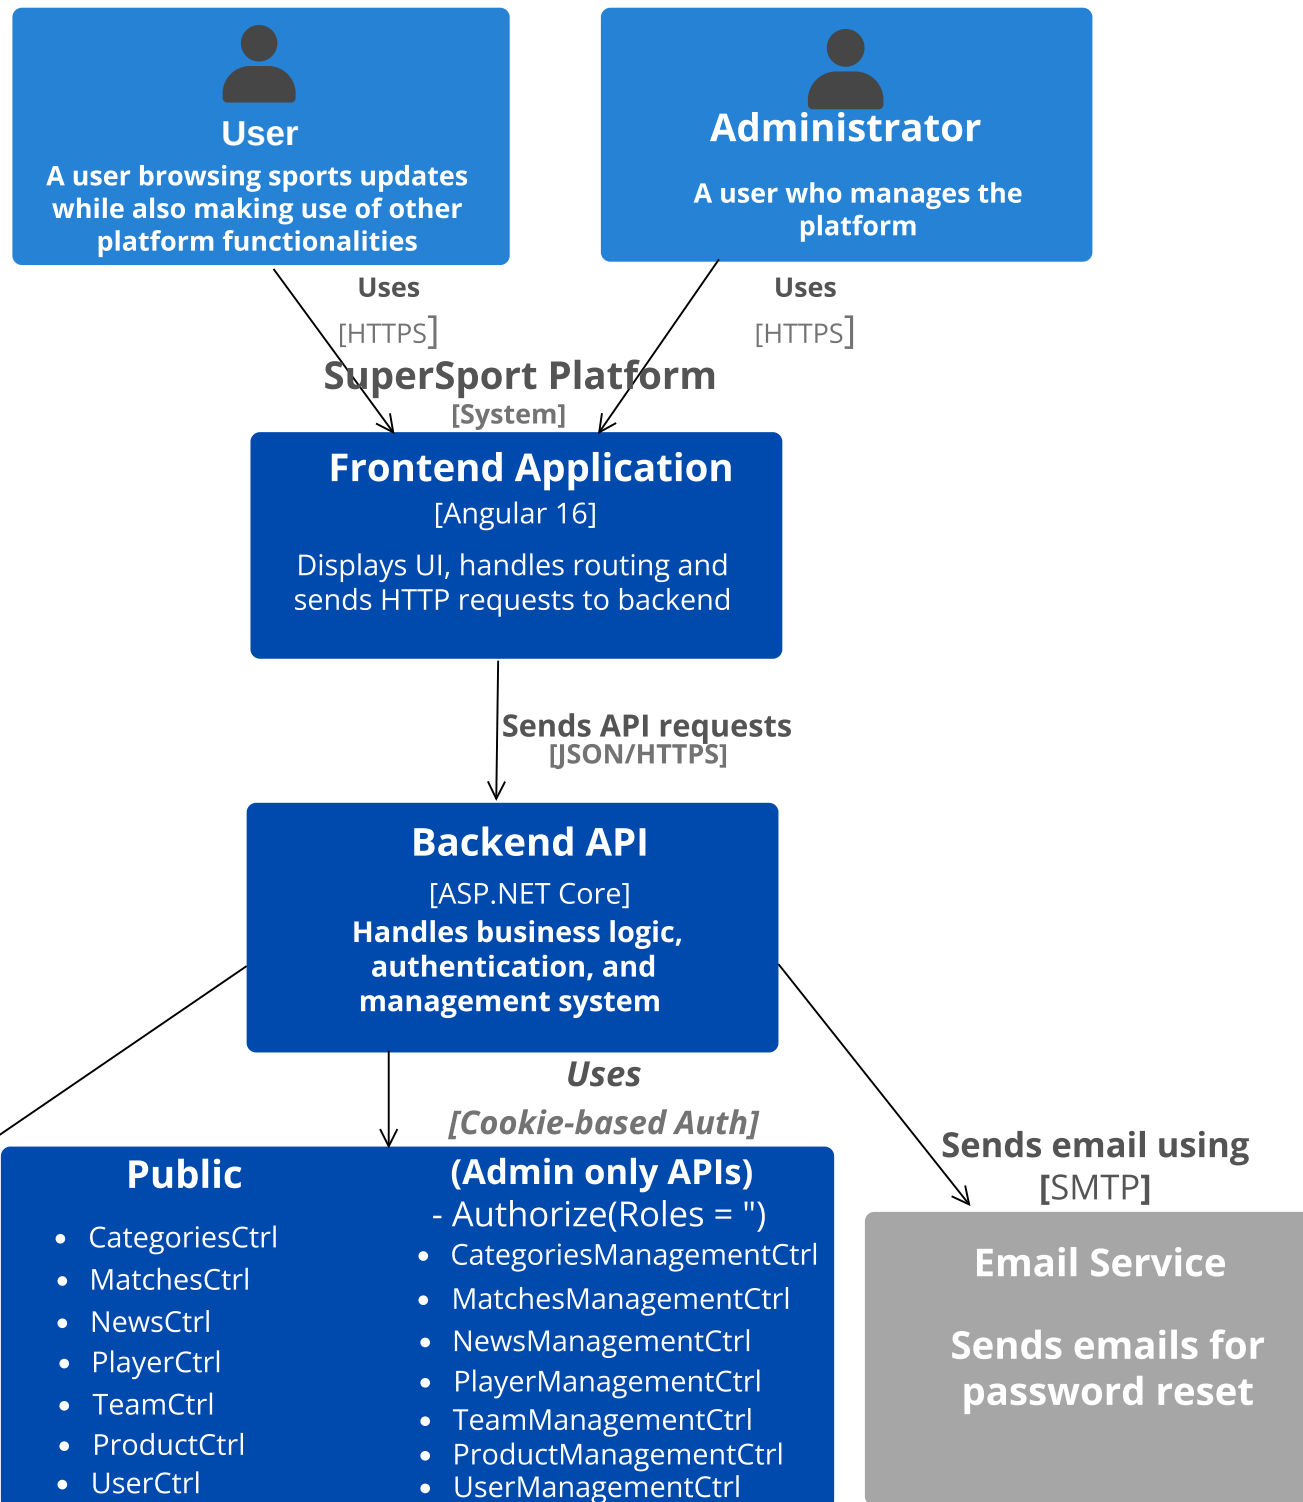 User
A user browsing sports updates
while also making use of other
platform functionalities
Administrator
A user who manages the
platform
Uses
[HTTPS]
Uses
[HTTPS]
SuperSport Platform
[System]
Frontend Application
[Angular 16]
Displays UI, handles routing and
sends HTTP requests to backend
Sends API requests
[JSON/HTTPS]
Backend API
[ASP.NET Core]
Handles business logic,
authentication, and
management system
Uses
[Cookie-based Auth]
Public
• CategoriesCtrl
• MatchesCtrl
• NewsCtrl
• PlayerCtrl
• TeamCtrl
• ProductCtrl
• UserCtrl
(Admin only APIs)
- Authorize(Roles = '')
• CategoriesManagementCtrl
• MatchesManagementCtrl
• NewsManagementCtrl
• PlayerManagementCtrl
• TeamManagementCtrl
• ProductManagementCtrl
• UserManagementCtrl
Sends email using
[SMTP]
Email Service
Sends emails for
password reset